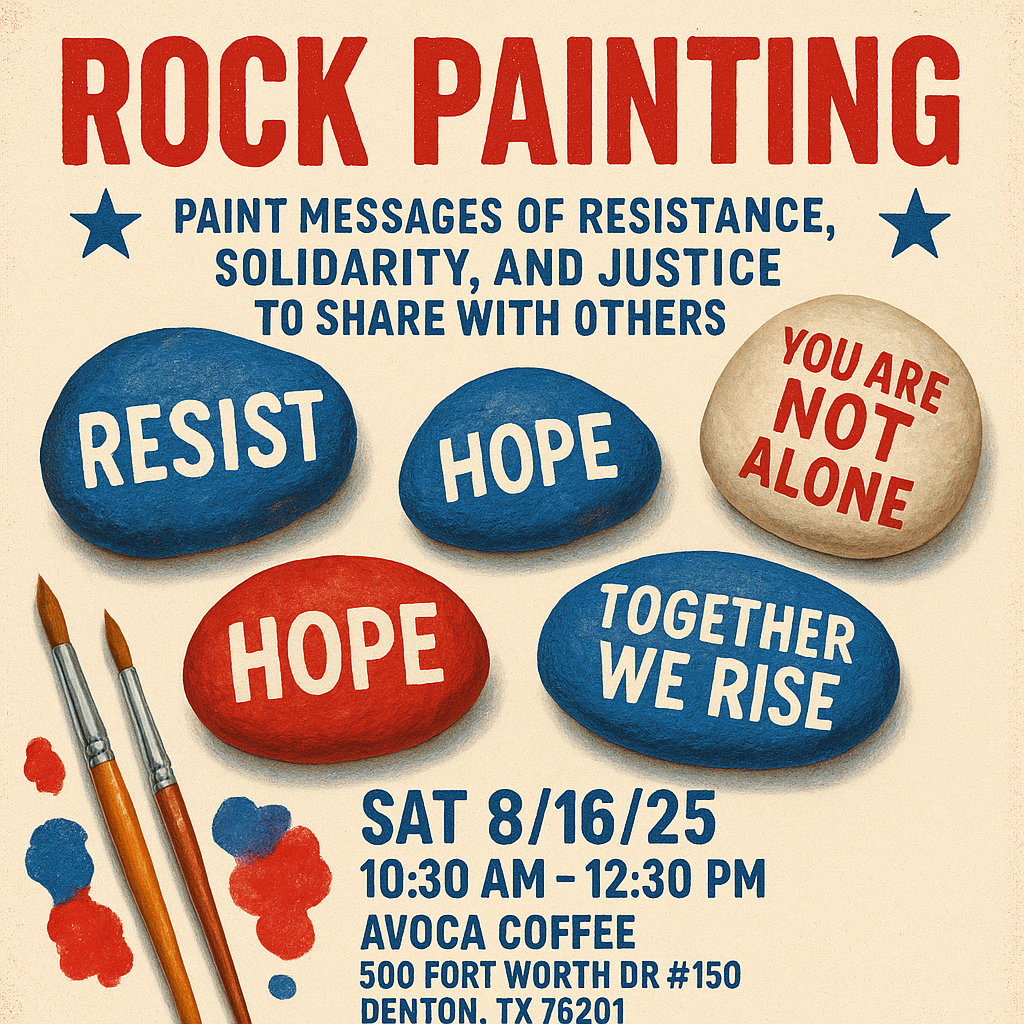 ROCK PAINTING
PAINT MESSAGES OF RESISTANCE,
SOLIDARITY, AND JUSTICE
TO SHARE WITH OTHERS
RESIST
HOPE
YOU ARE
NOT
ALONE
HOPE
TOGETHER
WE RISE
SAT 8/16/25
10:30 AM – 12:30 PM
AVOCA COFFEE
500 FORT WORTH DR #150
DENTON, TX 76201